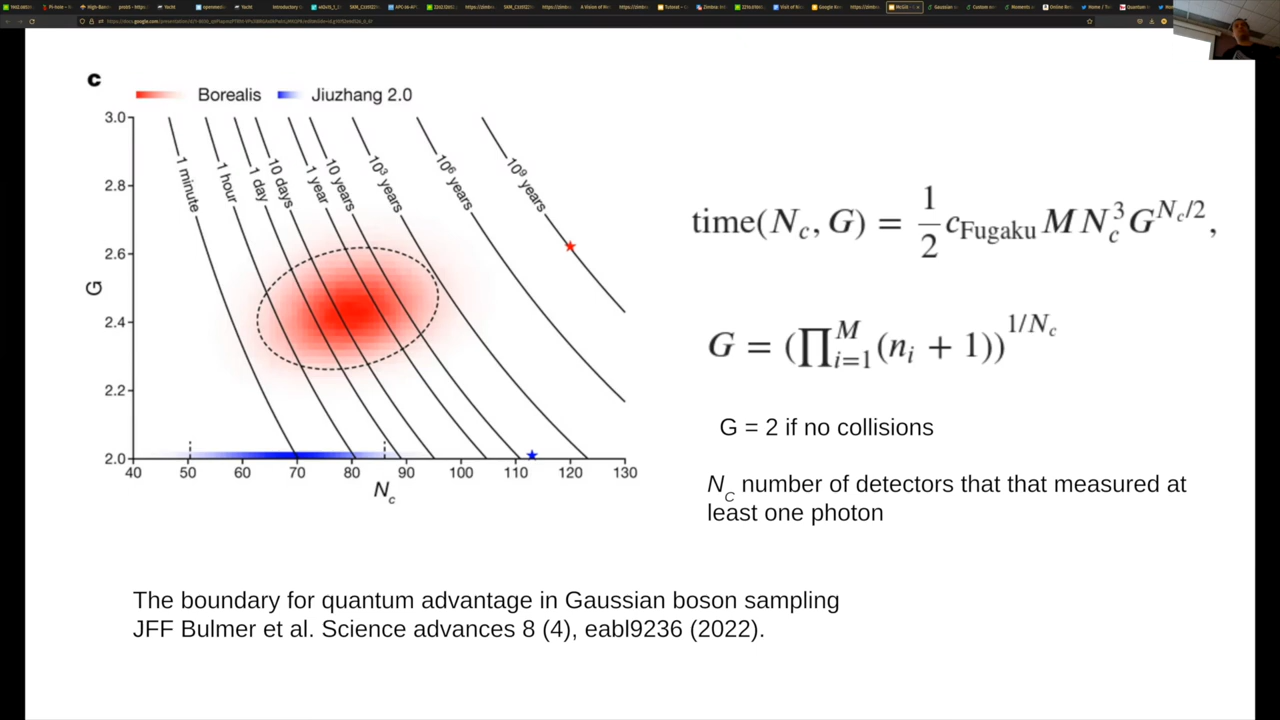 c
Borealis Jiuzhang 2.0
3.0
2.8
2.6
2.4
2.2
2.0
G
1 minute
1 hour
1 day
10 days
1 year
10 years
10³ years
10⁶ years
10⁹ years
40 50 60 70 80 90 100 110 120 130
N_c
time(N_c, G) = 1/2 c_Fugaku M N_c³ G^{N_c/2},
G = (∏_{i=1}^{M} (n_i + 1))^{1/N_c}
G = 2 if no collisions
N_C number of detectors that that measured at
least one photon
The boundary for quantum advantage in Gaussian boson sampling
JFF Bulmer et al. Science advances 8 (4), eabl9236 (2022).